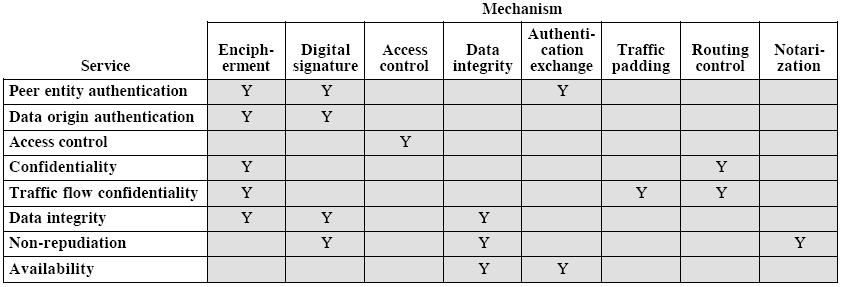 Mechanism
Service
Enciph-
erment
Digital
signature
Access
control
Data
integrity
Authenti-
cation
exchange
Traffic
padding
Routing
control
Notari-
zation
Peer entity authentication Y Y Y
Data origin authentication Y Y
Access control Y
Confidentiality Y Y
Traffic flow confidentiality Y Y Y
Data integrity Y Y Y
Non-repudiation Y Y Y
Availability Y Y